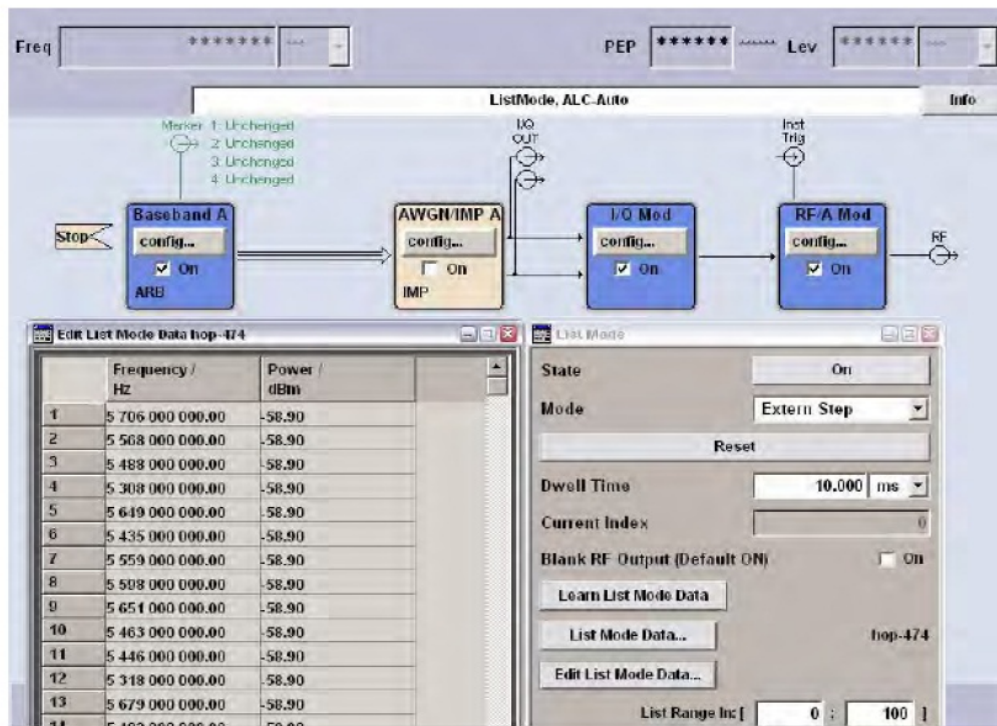 Freq ******* --- PEP ****** ----- Lev ****** ---
ListMode, ALC-Auto Info
Marker 1: Unchanged
2: Unchanged
3: Unchanged
4: Unchanged
I/Q
OUT
Inst
Trig
Stop
Baseband A
config...
On
ARB
AWGN/IMP A
config...
On
IMP
I/Q Mod
config...
On
RF/A Mod
config...
On
RF
Edit List Mode Data hop-474
Frequency / Power /
Hz dBm
1 5 706 000 000.00 -58.90
2 5 568 000 000.00 -58.90
3 5 488 000 000.00 -58.90
4 5 308 000 000.00 -58.90
5 5 649 000 000.00 -58.90
6 5 435 000 000.00 -58.90
7 5 559 000 000.00 -58.90
8 5 598 000 000.00 -58.90
9 5 651 000 000.00 -58.90
10 5 463 000 000.00 -58.90
11 5 446 000 000.00 -58.90
12 5 318 000 000.00 -58.90
13 5 679 000 000.00 -58.90
List Mode
State On
Mode Extern Step
Reset
Dwell Time 10.000 ms
Current Index 0
Blank RF Output (Default ON) On
Learn List Mode Data
List Mode Data... hop-474
Edit List Mode Data...
List Range In: [ 0 : 100 ]